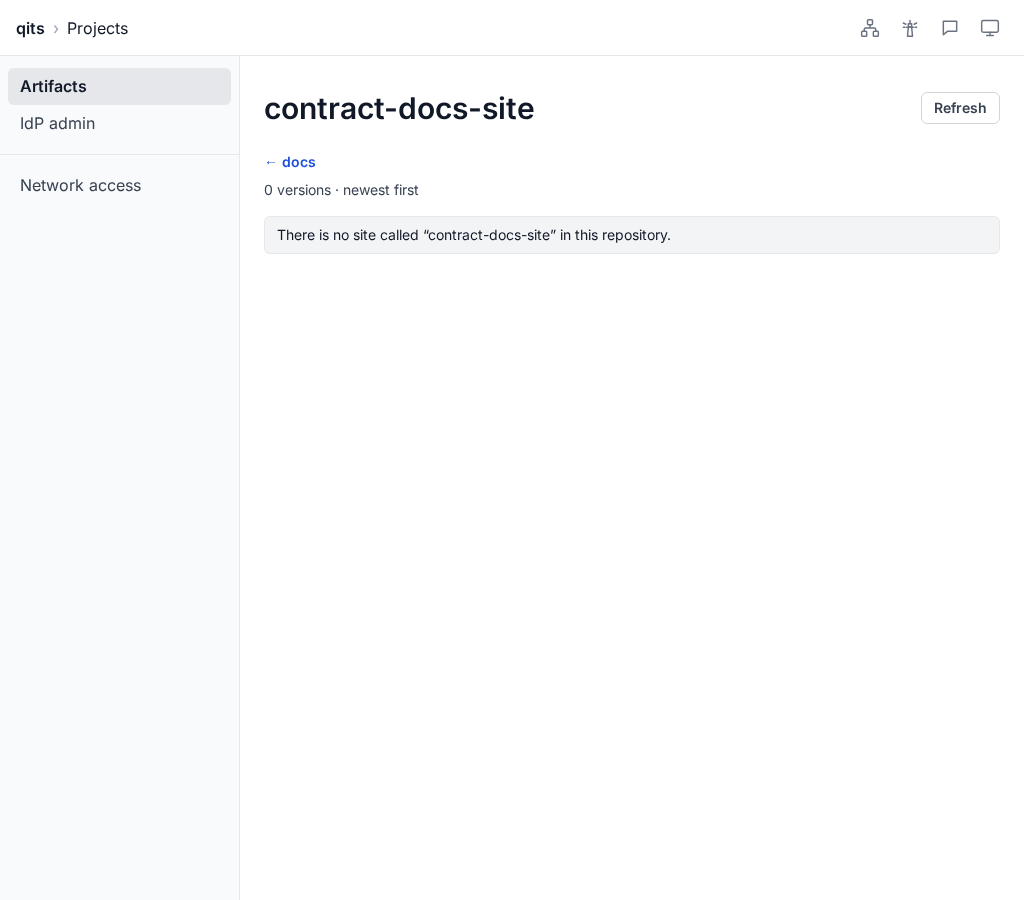 qits › Projects
Artifacts
IdP admin
Network access
contract-docs-site
Refresh
← docs
0 versions · newest first
There is no site called “contract-docs-site” in this repository.